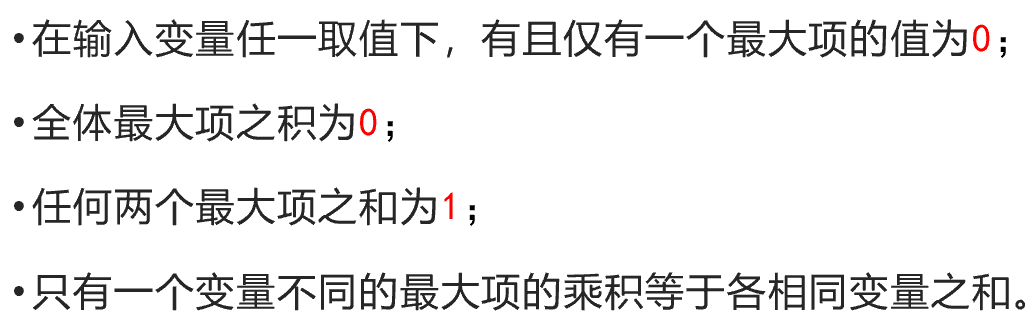 •在输入变量任一取值下，有且仅有一个最大项的值为0；
•全体最大项之积为0；
•任何两个最大项之和为1；
•只有一个变量不同的最大项的乘积等于各相同变量之和。